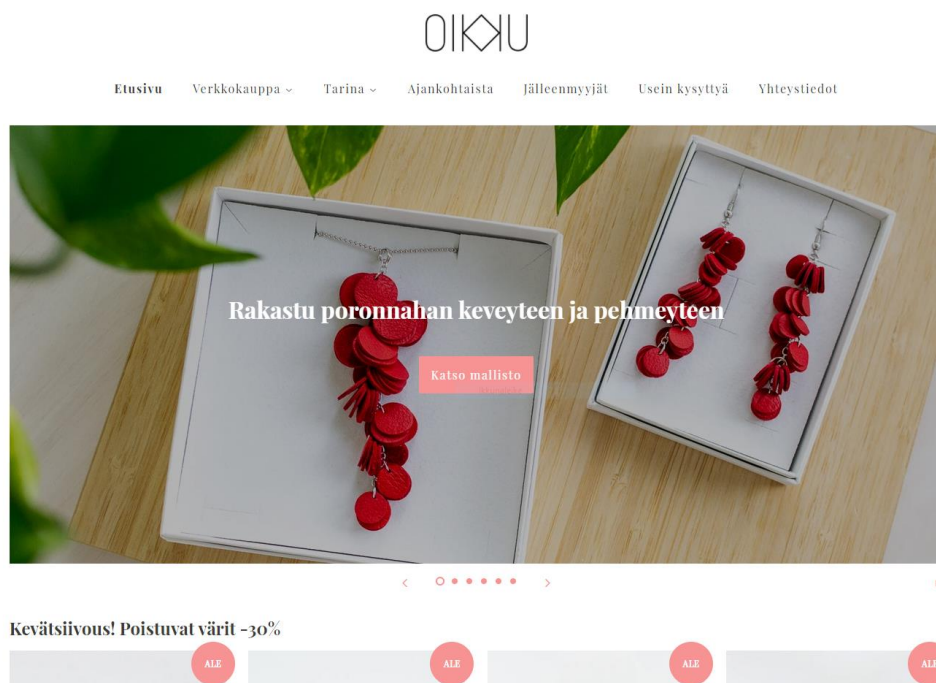 OIKKU
Etusivu Verkkokauppa Tarina Ajankohtaista Jälleenmyyjät Usein kysyttyä Yhteystiedot
Rakastu poronnahan keveyteen ja pehmeyteen
Katso mallisto
Kevätsiivous! Poistuvat värit -30%
ALE ALE ALE ALE